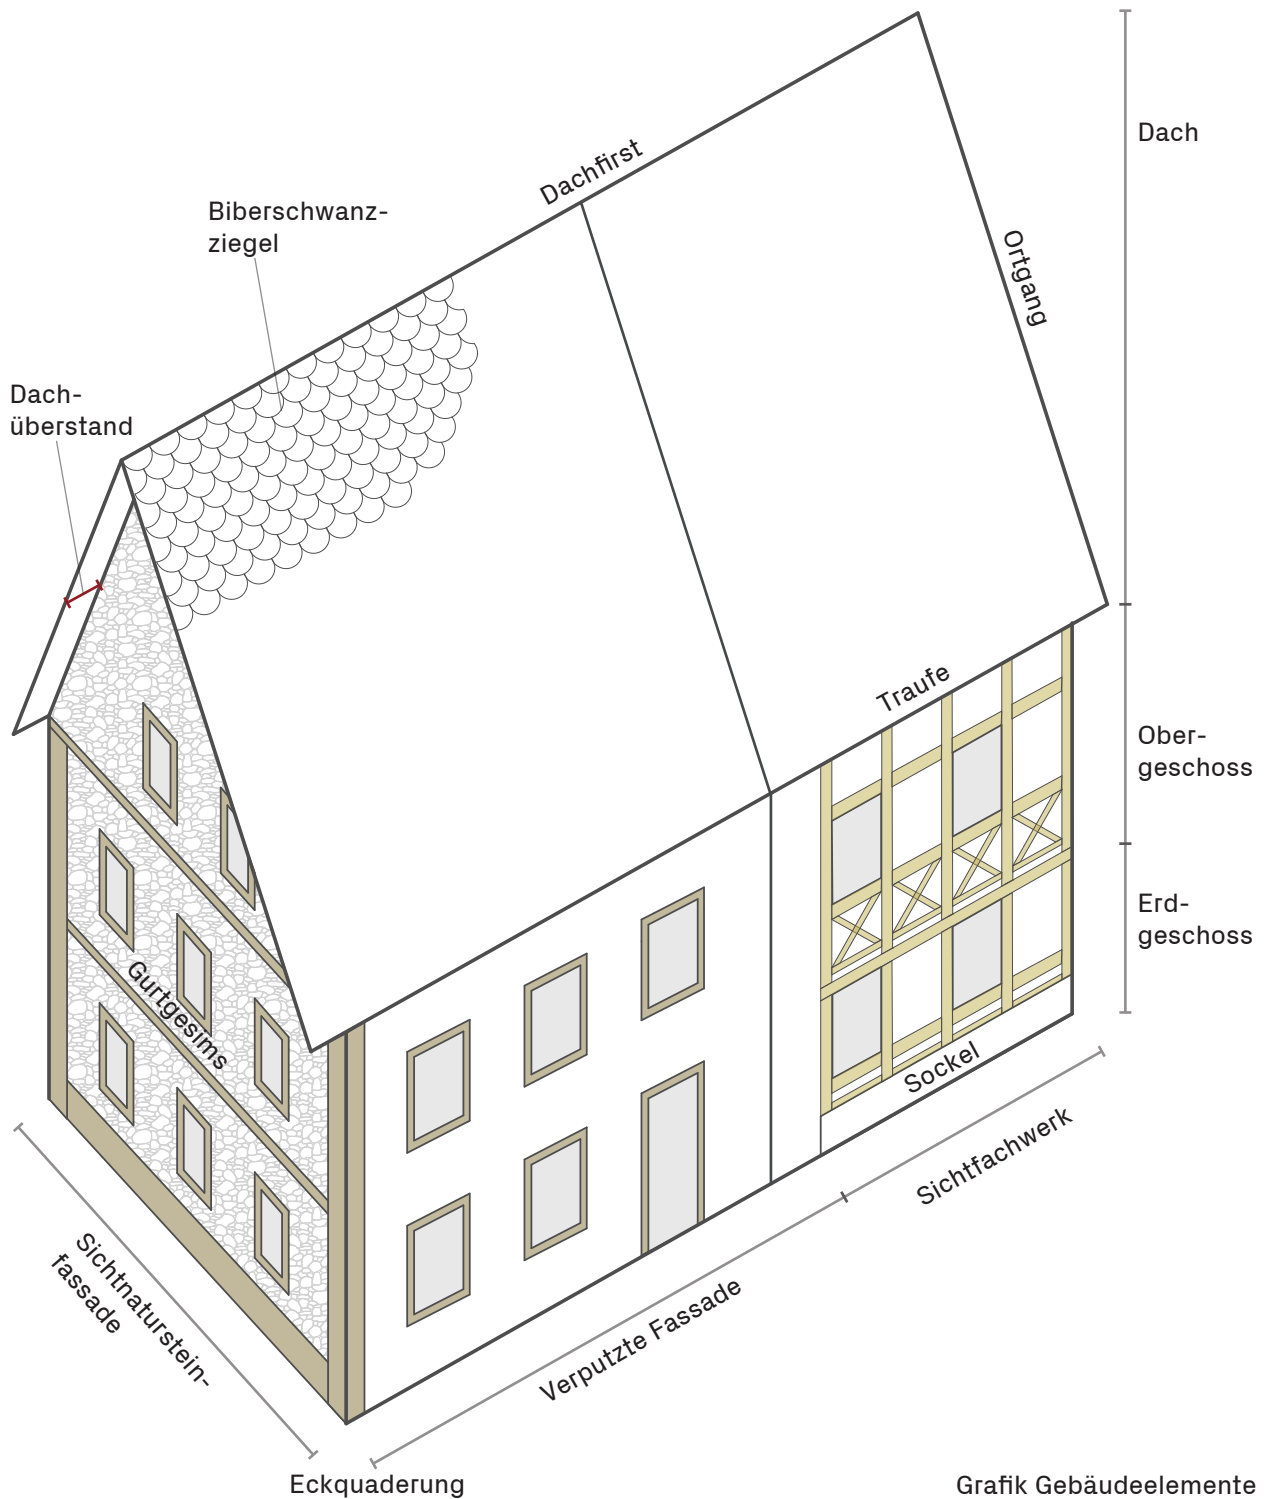 Dach
Dachfirst
Biberschwanz-
ziegel
Ortgang
Dach-
überstand
Traufe
Ober-
geschoss
Erd-
geschoss
Gurtgesims
Sockel
Sichtfachwerk
Sichtnaturstein-
fassade
Verputzte Fassade
Eckquaderung
Grafik Gebäudeelemente